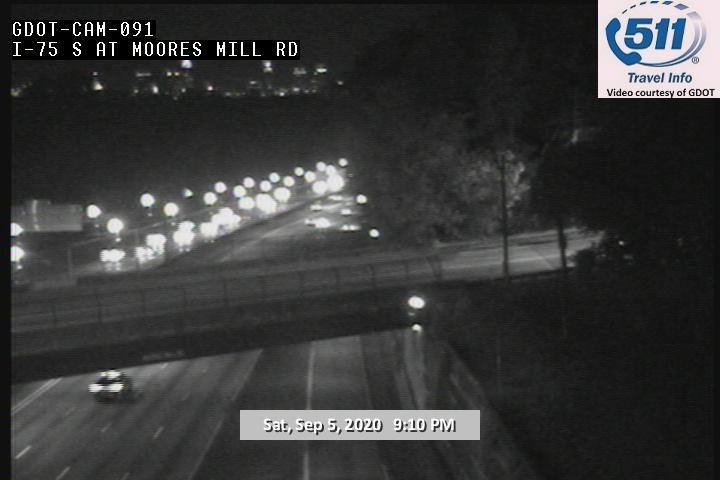 GDOT-CAM-091
I-75 S AT MOORES MILL RD
511®
Travel Info
Video courtesy of GDOT
Sat, Sep 5, 2020 9:10 PM